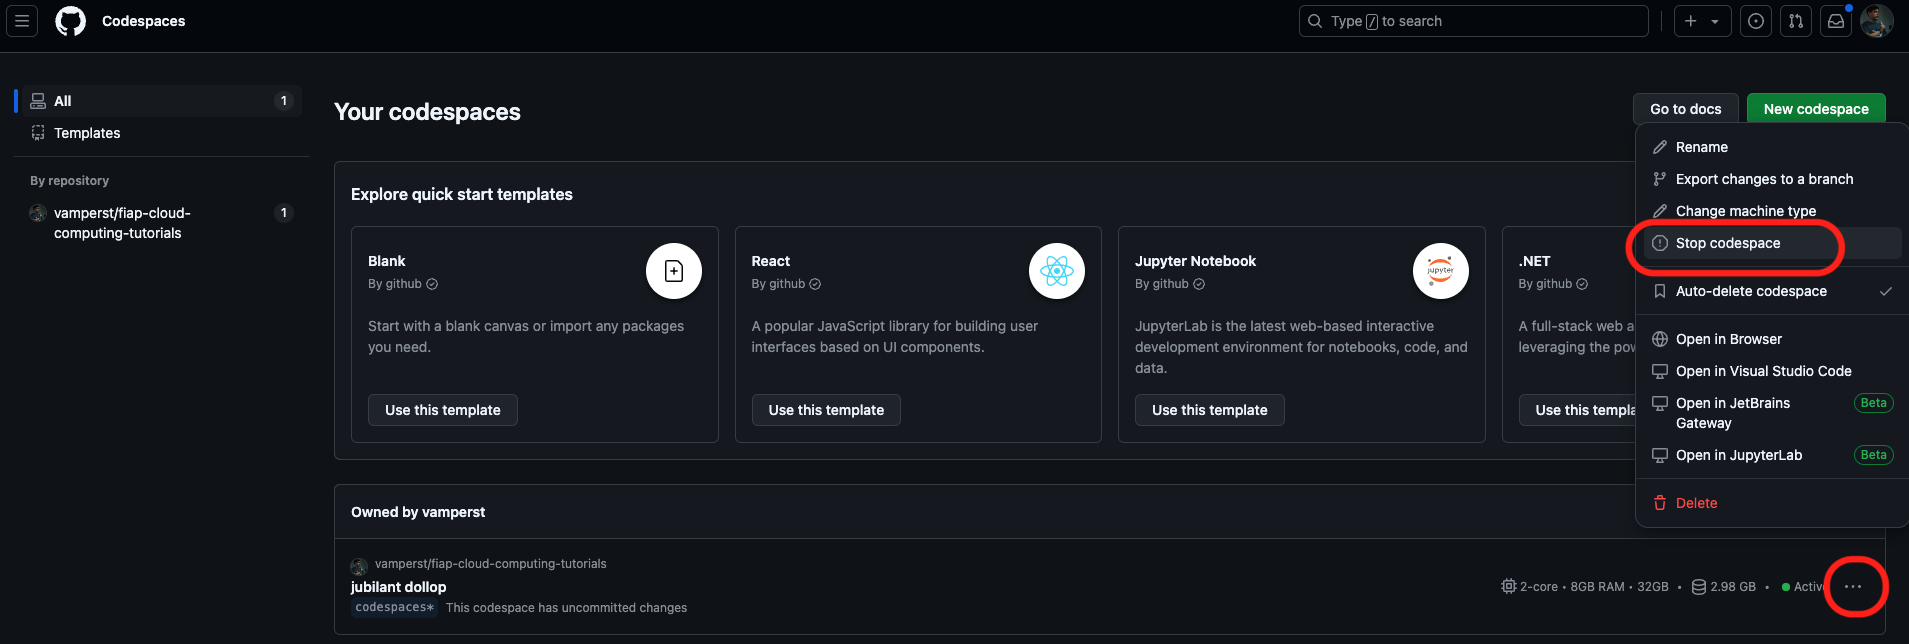 Codespaces
Type / to search
All 1
Templates
By repository
vamperst/fiap-cloud-
computing-tutorials
1
Your codespaces
Go to docs
New codespace
Explore quick start templates
Blank
By github
Start with a blank canvas or import any packages
you need.
Use this template
React
By github
A popular JavaScript library for building user
interfaces based on UI components.
Use this template
Jupyter Notebook
By github
jupyter
JupyterLab is the latest web-based interactive
development environment for notebooks, code, and
data.
Use this template
.NET
By github
A full-stack web a
leveraging the pow
Use this templa
Rename
Export changes to a branch
Change machine type
Stop codespace
Auto-delete codespace
Open in Browser
Open in Visual Studio Code
Open in JetBrains
Gateway
Beta
Open in JupyterLab Beta
Delete
Owned by vamperst
vamperst/fiap-cloud-computing-tutorials
jubilant dollop
codespaces* This codespace has uncommitted changes
2-core • 8GB RAM • 32GB • 2.98 GB • Active ...